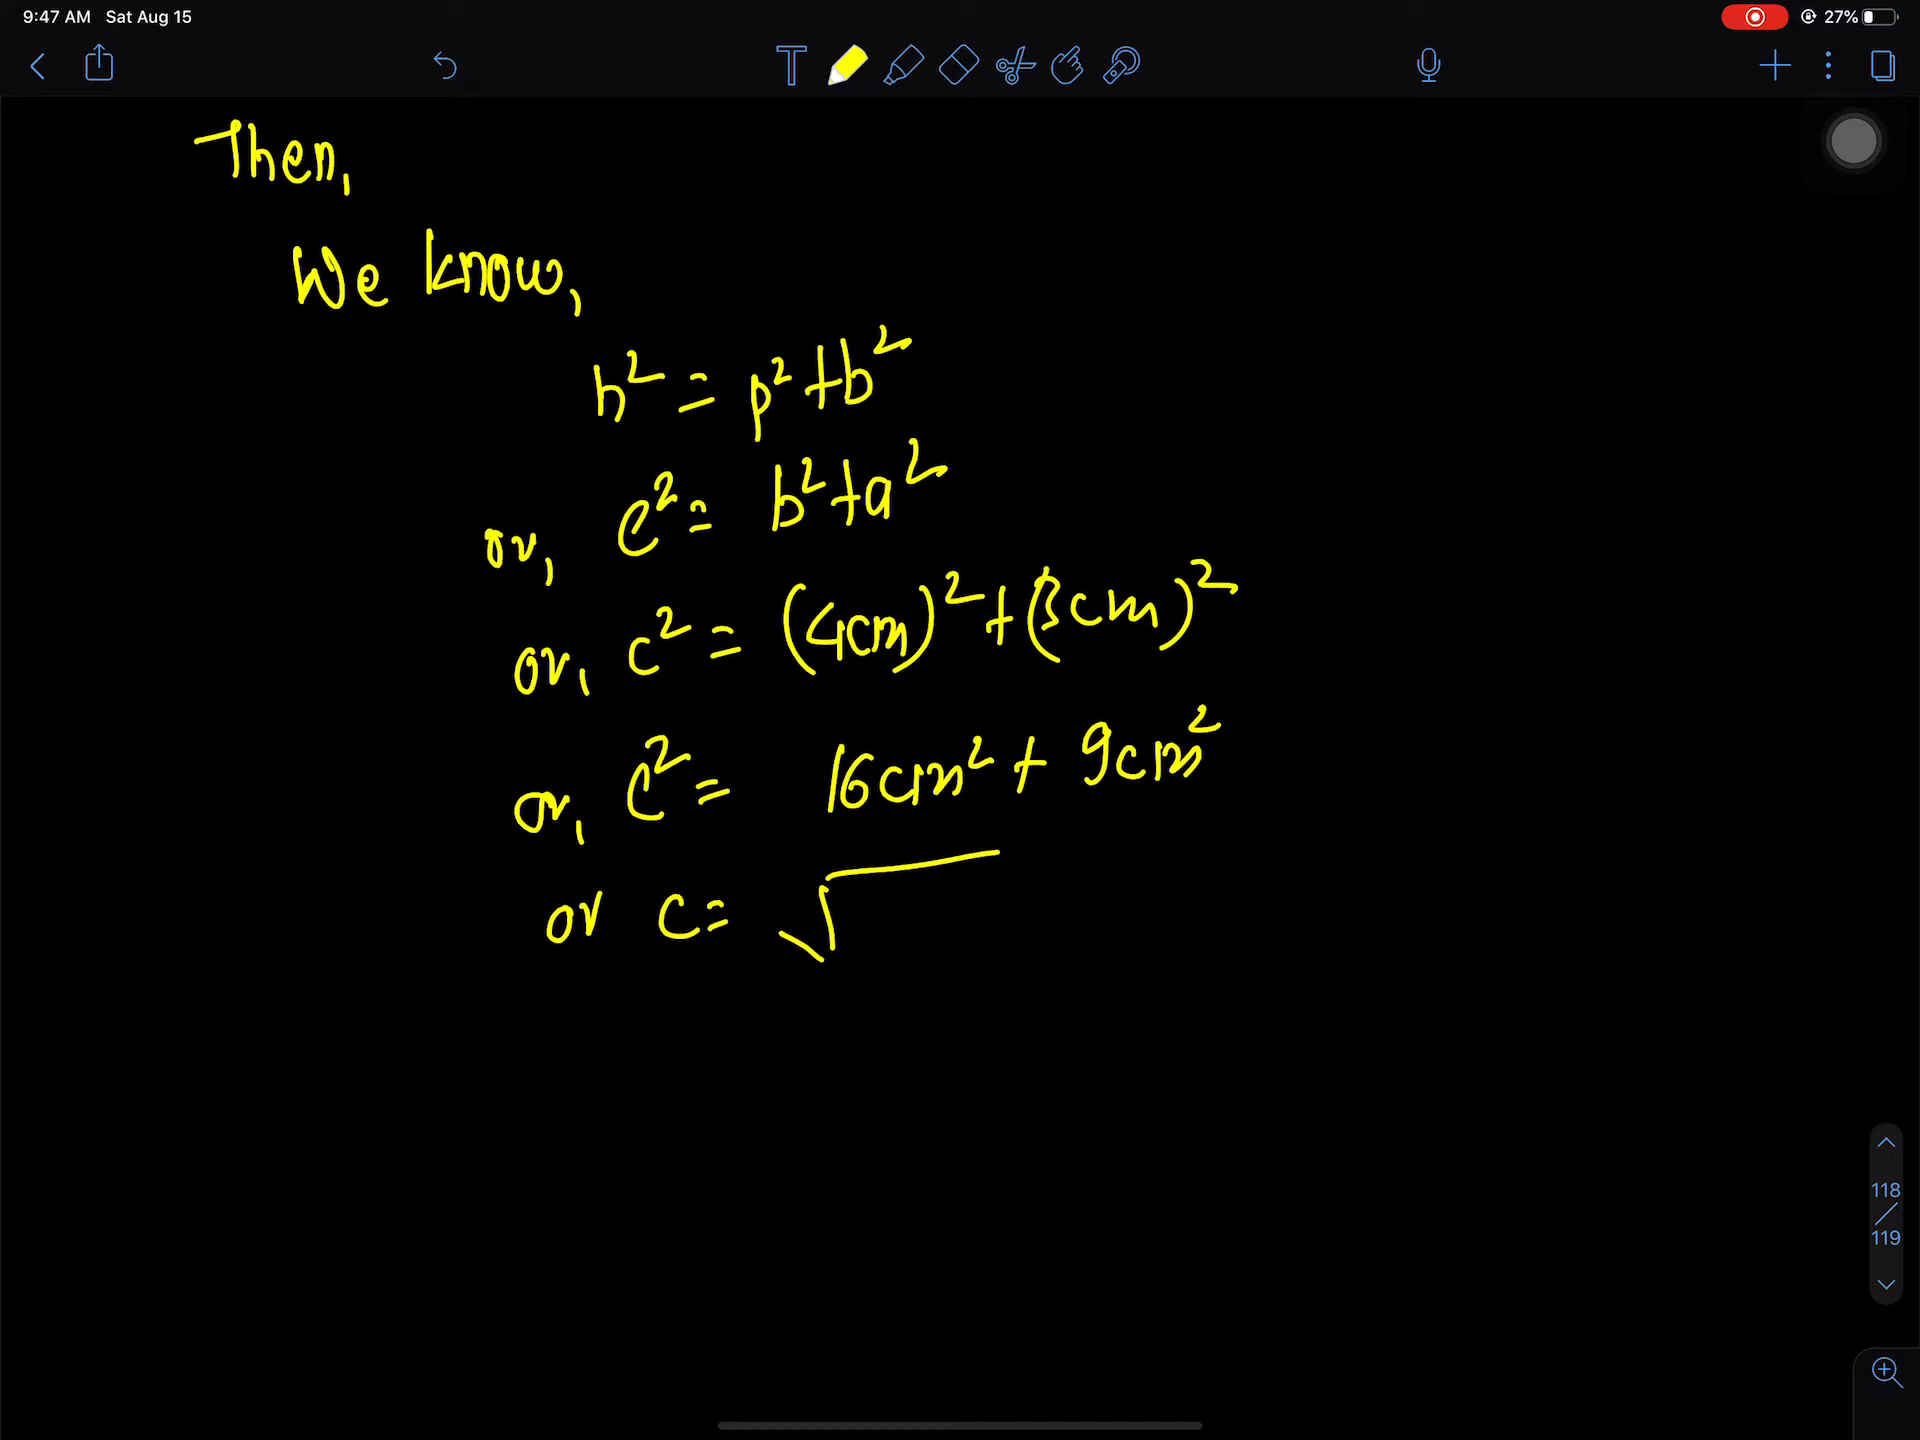 9:47 AM Sat Aug 15
27%
T
Then,
We know,
h² = p² + b²
or, c² = b² + a²
or, c² = (4cm)² + (3cm)²
or, c² = 16cm² + 9cm²
or c = √
118
119